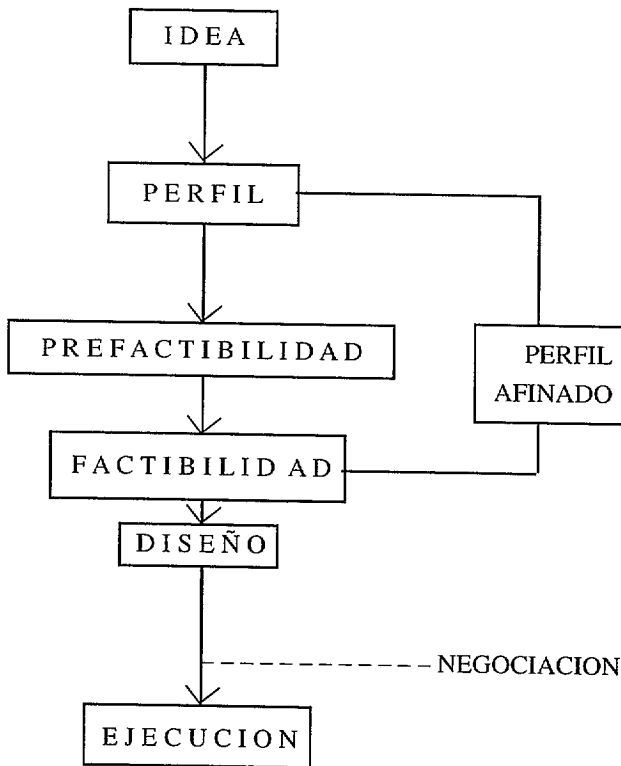 IDEA
PERFIL
PREFACTIBILIDAD
PERFIL
AFINADO
FACTIBILIDAD
DISEÑO
NEGOCIACION
EJECUCION